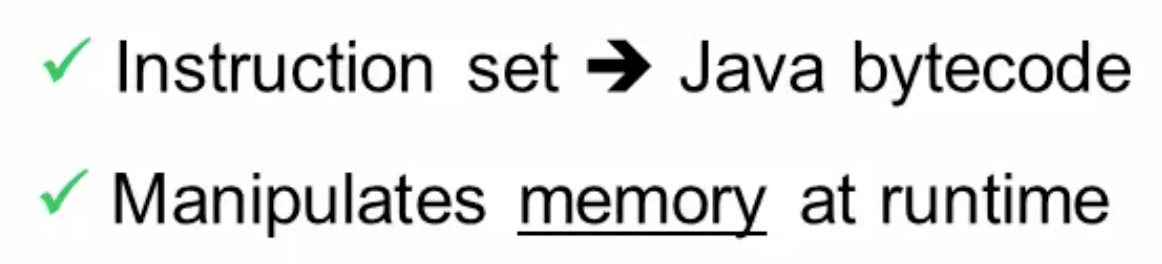 ✓ Instruction set ➔ Java bytecode
✓ Manipulates memory at runtime